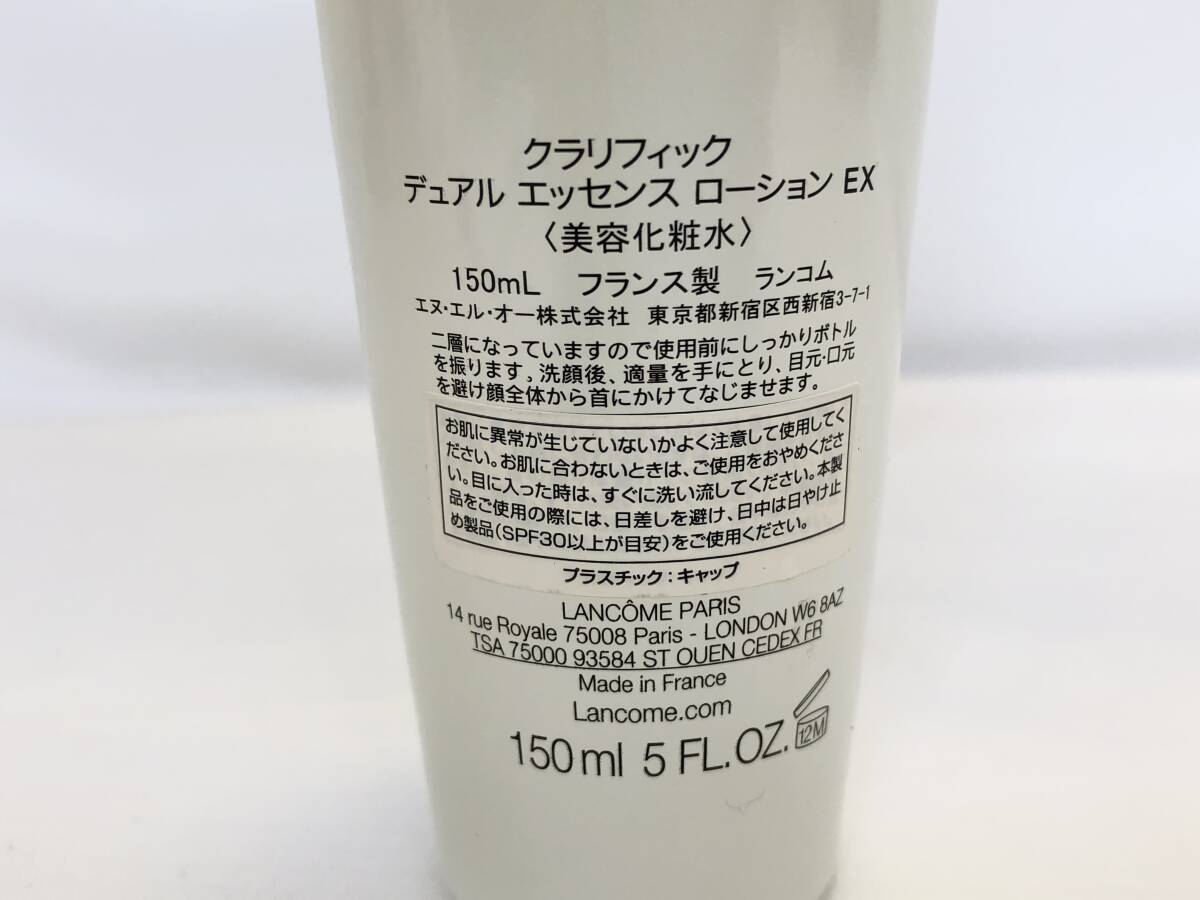 クラリフィック
デュアル エッセンス ローション EX
〈美容化粧水〉
150mL フランス製 ランコム
エヌ・エル・オー株式会社 東京都新宿区西新宿3-7-1
二層になっていますので使用前にしっかりボトル
を振ります。洗顔後、適量を手にとり、目元・口元
を避け顔全体から首にかけてなじませます。
お肌に異常が生じていないかよく注意して使用してく
ださい。お肌に合わないときは、ご使用をおやめくださ
い。目に入った時は、すぐに洗い流してください。本製
品をご使用の際には、日差しを避け、日中は日やけ止
め製品(SPF30以上が目安)をご使用ください。
プラスチック:キャップ
LANCÔME PARIS
14 rue Royale 75008 Paris - LONDON W6 8AZ
TSA 75000 93584 ST OUEN CEDEX FR
Made in France
Lancome.com
150ml 5 FL.OZ. 12M